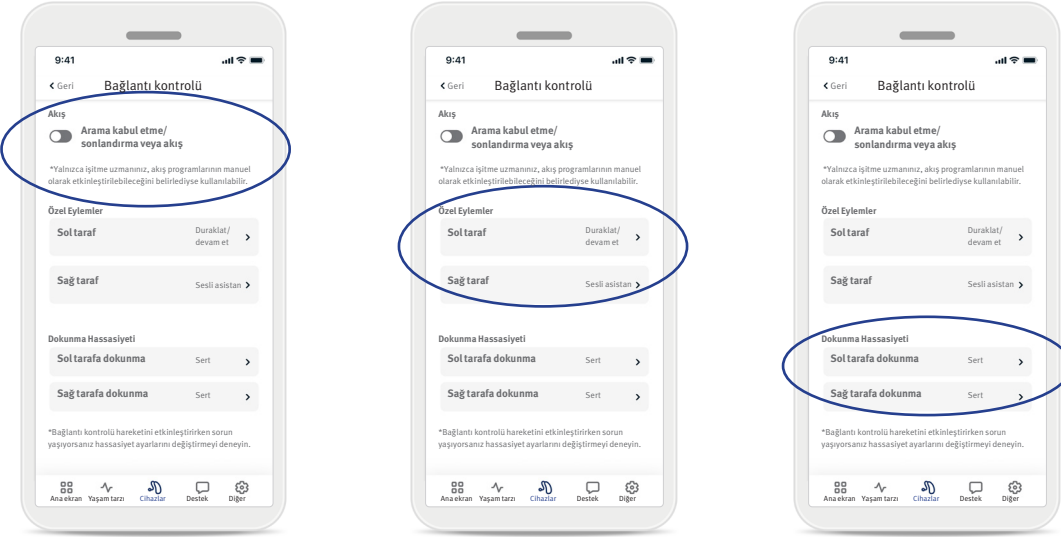 9:41
Geri Bağlantı kontrolü
Akış
Arama kabul etme/
sonlandırma veya akış
*Yalnızca işitme uzmanınız, akış programlarının manuel
olarak etkinleştirilebileceğini belirlediyse kullanılabilir.
Özel Eylemler
Sol taraf Duraklat/
devam et
Sağ taraf Sesli asistan
Dokunma Hassasiyeti
Sol tarafa dokunma Sert
Sağ tarafa dokunma Sert
*Bağlantı kontrolü hareketini etkinleştirirken sorun
yaşıyorsanız hassasiyet ayarlarını değiştirmeyi deneyin.
Ana ekran Yaşam tarzı Cihazlar Destek Diğer
9:41
Geri Bağlantı kontrolü
Akış
Arama kabul etme/
sonlandırma veya akış
*Yalnızca işitme uzmanınız, akış programlarının manuel
olarak etkinleştirilebileceğini belirlediyse kullanılabilir.
Özel Eylemler
Sol taraf Duraklat/
devam et
Sağ taraf Sesli asistan
Dokunma Hassasiyeti
Sol tarafa dokunma Sert
Sağ tarafa dokunma Sert
*Bağlantı kontrolü hareketini etkinleştirirken sorun
yaşıyorsanız hassasiyet ayarlarını değiştirmeyi deneyin.
Ana ekran Yaşam tarzı Cihazlar Destek Diğer
9:41
Geri Bağlantı kontrolü
Akış
Arama kabul etme/
sonlandırma veya akış
*Yalnızca işitme uzmanınız, akış programlarının manuel
olarak etkinleştirilebileceğini belirlediyse kullanılabilir.
Özel Eylemler
Sol taraf Duraklat/
devam et
Sağ taraf Sesli asistan
Dokunma Hassasiyeti
Sol tarafa dokunma Sert
Sağ tarafa dokunma Sert
*Bağlantı kontrolü hareketini etkinleştirirken sorun
yaşıyorsanız hassasiyet ayarlarını değiştirmeyi deneyin.
Ana ekran Yaşam tarzı Cihazlar Destek Diğer